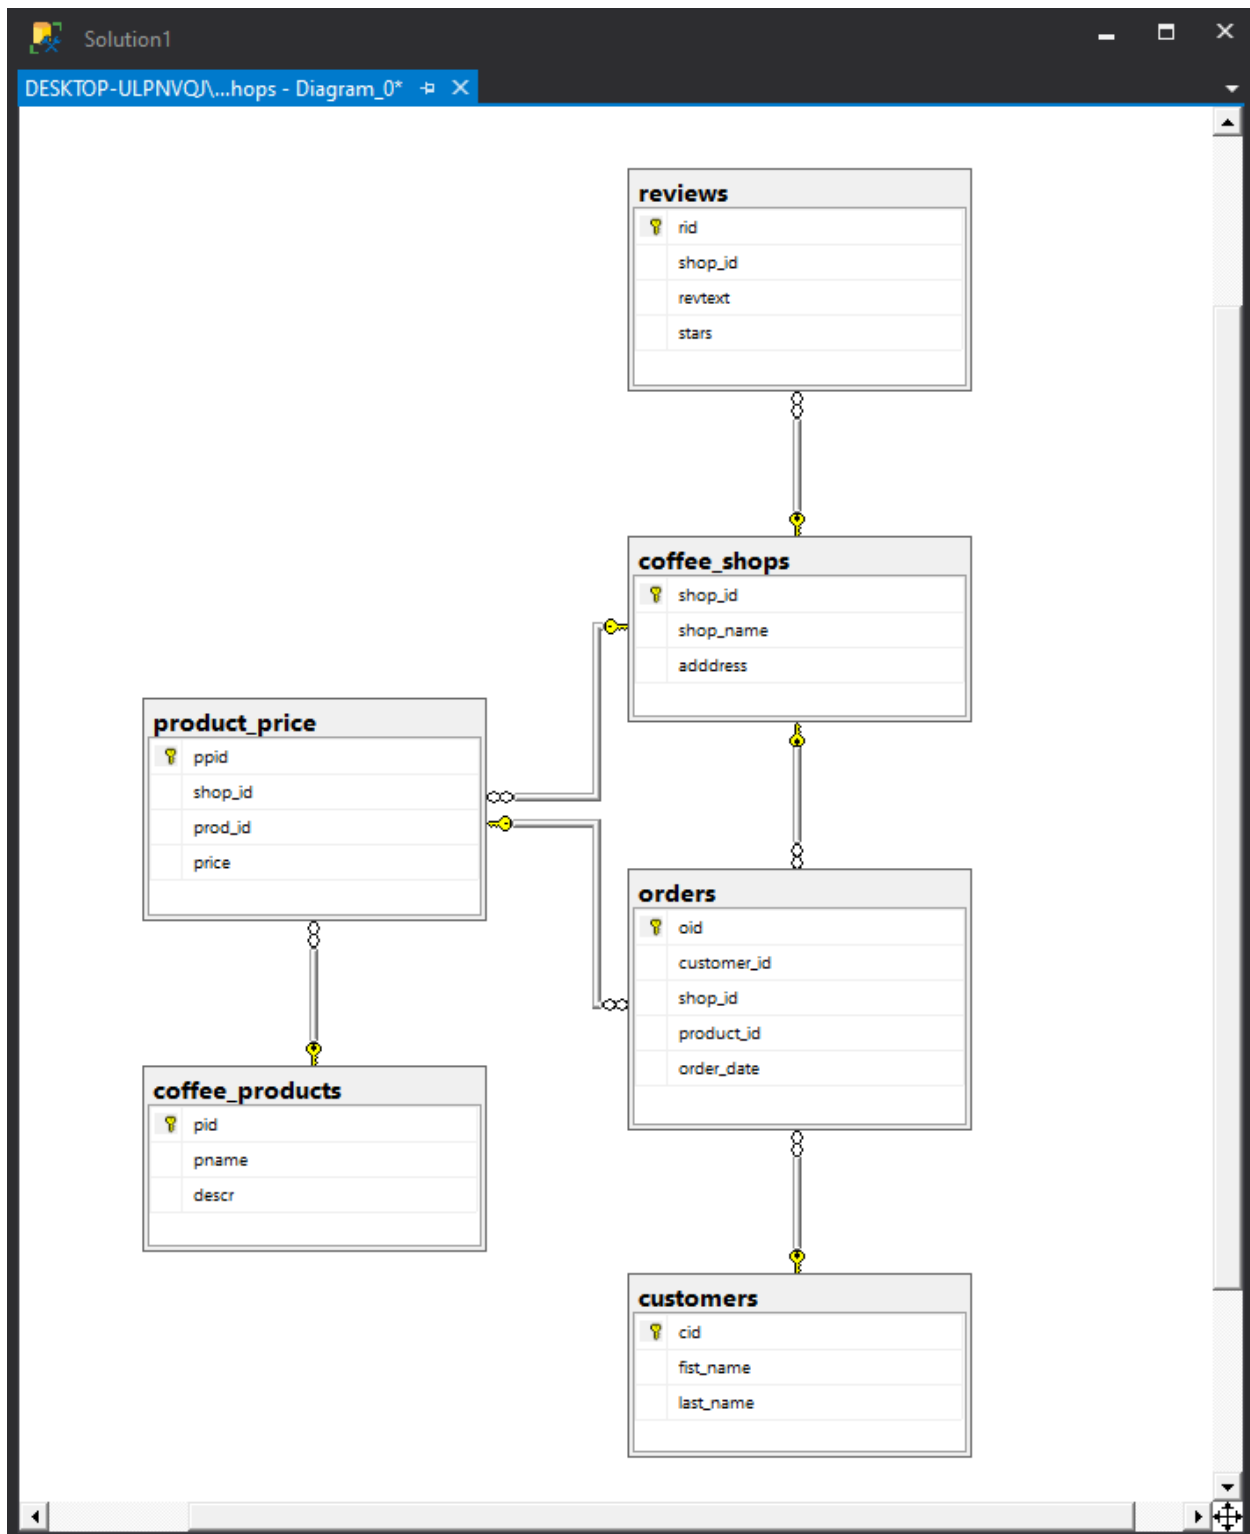 Solution1
DESKTOP-ULPNVQJ\...hops - Diagram_0*
reviews
rid
shop_id
revtext
stars
coffee_shops
shop_id
shop_name
adddress
product_price
ppid
shop_id
prod_id
price
orders
oid
customer_id
shop_id
product_id
order_date
coffee_products
pid
pname
descr
customers
cid
fist_name
last_name